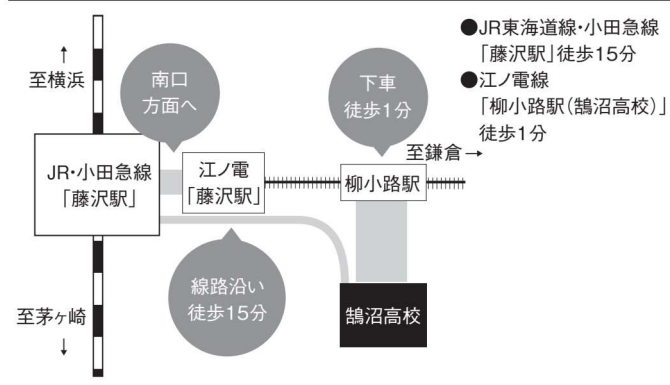 ↑
至横浜
南口
方面へ
下車
徒歩1分
●JR東海道線・小田急線
「藤沢駅」徒歩15分
●江ノ電線
「柳小路駅(鵠沼高校)」
徒歩1分
至鎌倉→
JR・小田急線
「藤沢駅」
江ノ電
「藤沢駅」
柳小路駅
線路沿い
徒歩15分
鵠沼高校
至茅ヶ崎
↓